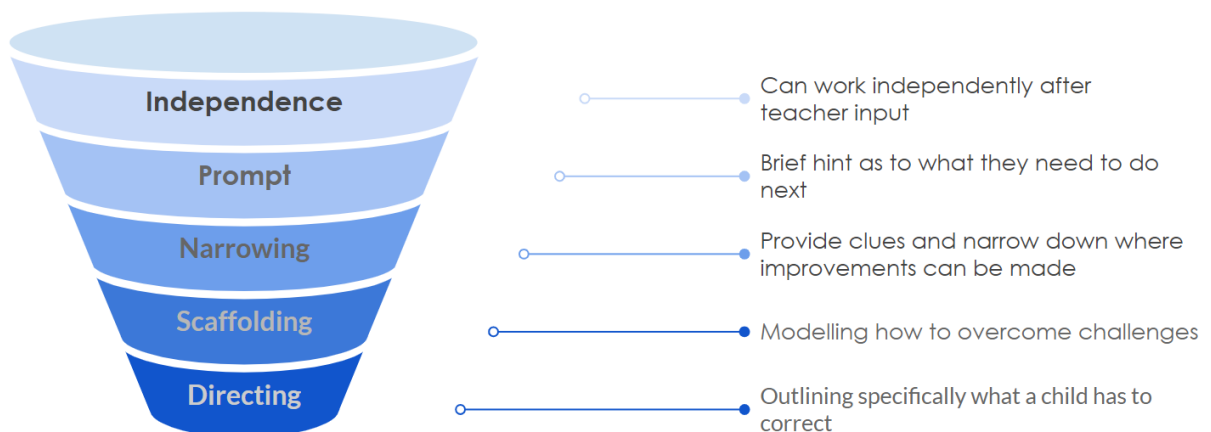 Independence
Can work independently after
teacher input
Prompt
Brief hint as to what they need to do
next
Narrowing
Provide clues and narrow down where
improvements can be made
Scaffolding
Modelling how to overcome challenges
Directing
Outlining specifically what a child has to
correct